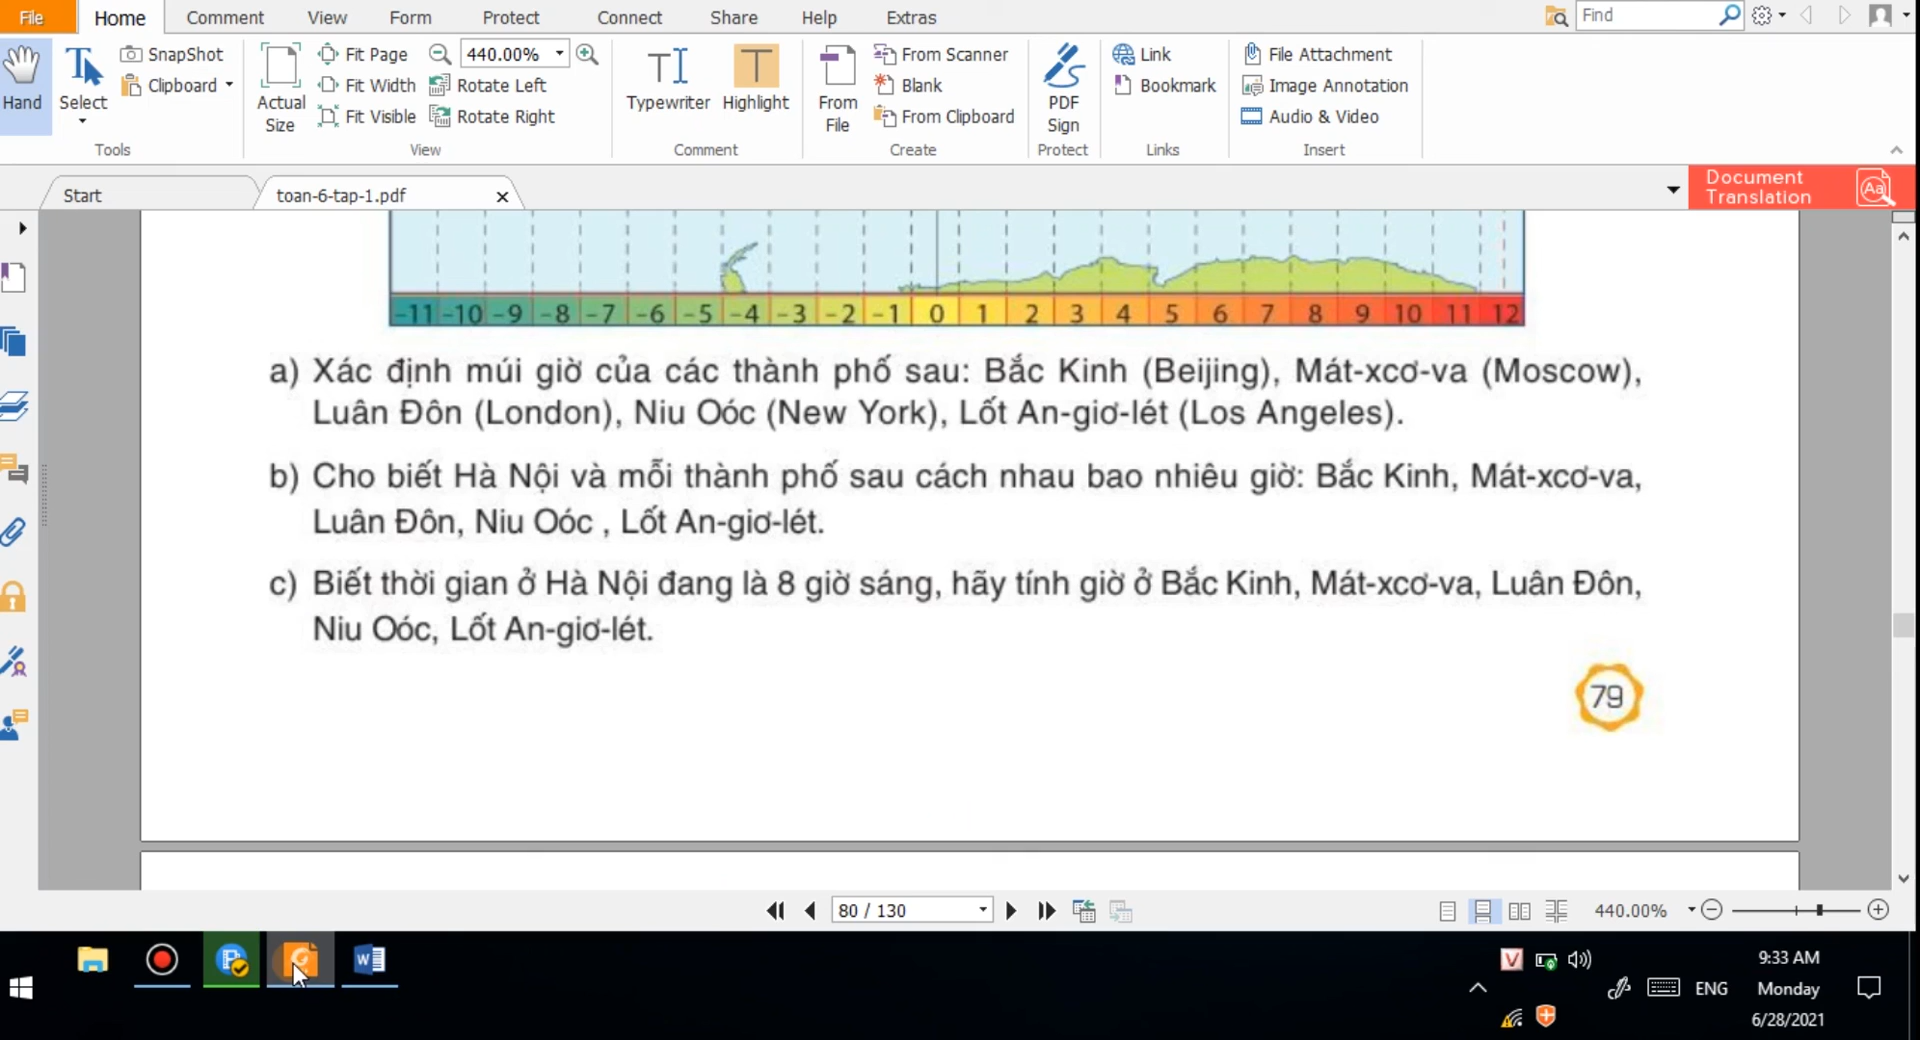 File Home Comment View Form Protect Connect Share Help Extras Find
SnapShot Fit Page 440.00% From Scanner Link File Attachment
Hand Select Clipboard Actual Size Fit Width Rotate Left Typewriter Highlight From File Blank PDF Sign Bookmark Image Annotation
Fit Visible Rotate Right From Clipboard Audio & Video
Tools View Comment Create Protect Links Insert
Start toan-6-tap-1.pdf Document Translation
-11 -10 -9 -8 -7 -6 -5 -4 -3 -2 -1 0 1 2 3 4 5 6 7 8 9 10 11 12
a) Xác định múi giờ của các thành phố sau: Bắc Kinh (Beijing), Mát-xcơ-va (Moscow),
Luân Đôn (London), Niu Oóc (New York), Lốt An-giơ-lét (Los Angeles).
b) Cho biết Hà Nội và mỗi thành phố sau cách nhau bao nhiêu giờ: Bắc Kinh, Mát-xcơ-va,
Luân Đôn, Niu Oóc , Lốt An-giơ-lét.
c) Biết thời gian ở Hà Nội đang là 8 giờ sáng, hãy tính giờ ở Bắc Kinh, Mát-xcơ-va, Luân Đôn,
Niu Oóc, Lốt An-giơ-lét.
79
80 / 130 440.00%
9:33 AM
ENG Monday
6/28/2021